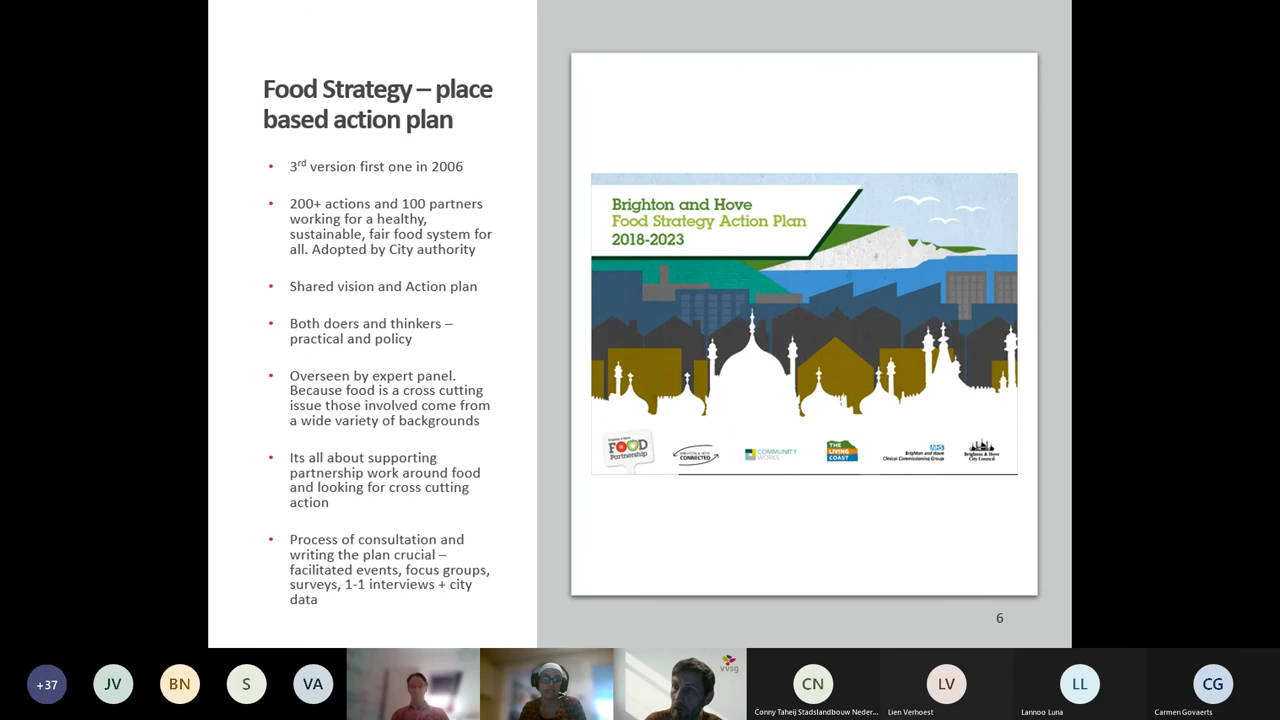 Food Strategy – place
based action plan
• 3rd version first one in 2006
• 200+ actions and 100 partners
working for a healthy,
sustainable, fair food system for
all. Adopted by City authority
• Shared vision and Action plan
• Both doers and thinkers –
practical and policy
• Overseen by expert panel.
Because food is a cross cutting
issue those involved come from
a wide variety of backgrounds
• Its all about supporting
partnership work around food
and looking for cross cutting
action
• Process of consultation and
writing the plan crucial –
facilitated events, focus groups,
surveys, 1-1 interviews + city
data
Brighton and Hove
Food Strategy Action Plan
2018-2023
Brighton & Hove
FOOD
Partnership
BRIGHTON & HOVE
CONNECTED
COMMUNITY
WORKS
THE
LIVING
COAST
NHS
Brighton and Hove
Clinical Commissioning Group
Brighton & Hove
City Council
6
+37
JV
BN
S
VA
vvsg
CN
LV
LL
CG
Conny Taheij Stadslandbouw Neder...
Lien Verhoest
Lannoo Luna
Carmen Govaerts